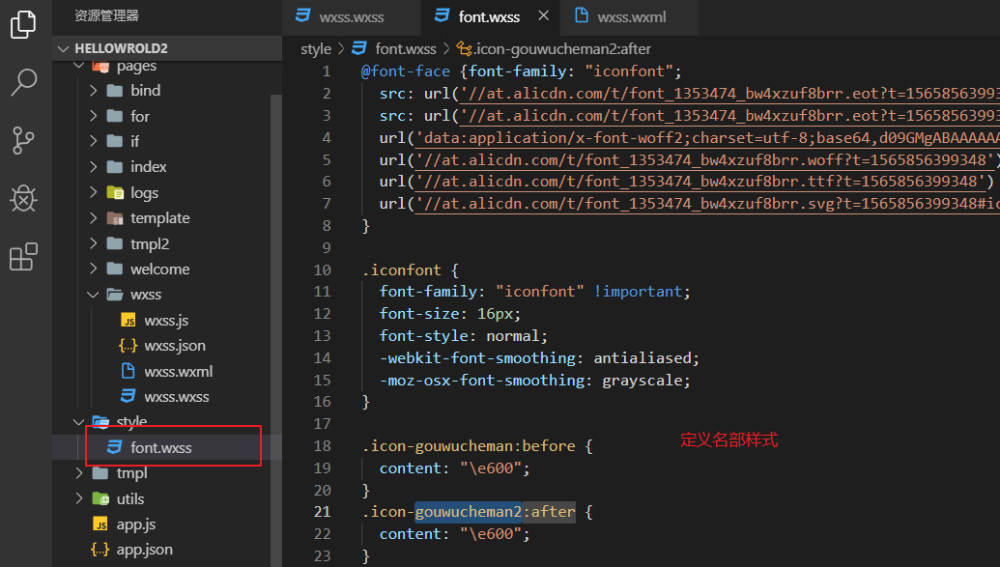 资源管理器
HELLOWROLD2
pages
bind
for
if
index
logs
template
tmpl2
welcome
wxss
wxss.js
wxss.json
wxss.wxml
wxss.wxss
style
font.wxss
tmpl
utils
app.js
app.json
wxss.wxss
font.wxss
wxss.wxml
style > font.wxss > .icon-gouwucheman2:after
1 @font-face {font-family: "iconfont";
2 src: url('//at.alicdn.com/t/font_1353474_bw4xzuf8brr.eot?t=1565856399
3 src: url('//at.alicdn.com/t/font_1353474_bw4xzuf8brr.eot?t=1565856399
4 url('data:application/x-font-woff2;charset=utf-8;base64,d09GMgABAAAAAA
5 url('//at.alicdn.com/t/font_1353474_bw4xzuf8brr.woff?t=1565856399348')
6 url('//at.alicdn.com/t/font_1353474_bw4xzuf8brr.ttf?t=1565856399348')
7 url('//at.alicdn.com/t/font_1353474_bw4xzuf8brr.svg?t=1565856399348#ic
8 }
9
10 .iconfont {
11 font-family: "iconfont" !important;
12 font-size: 16px;
13 font-style: normal;
14 -webkit-font-smoothing: antialiased;
15 -moz-osx-font-smoothing: grayscale;
16 }
17
18 .icon-gouwucheman:before {
19 content: "\e600";
20 }
21 .icon-gouwucheman2:after {
22 content: "\e600";
23 }
定义名部样式